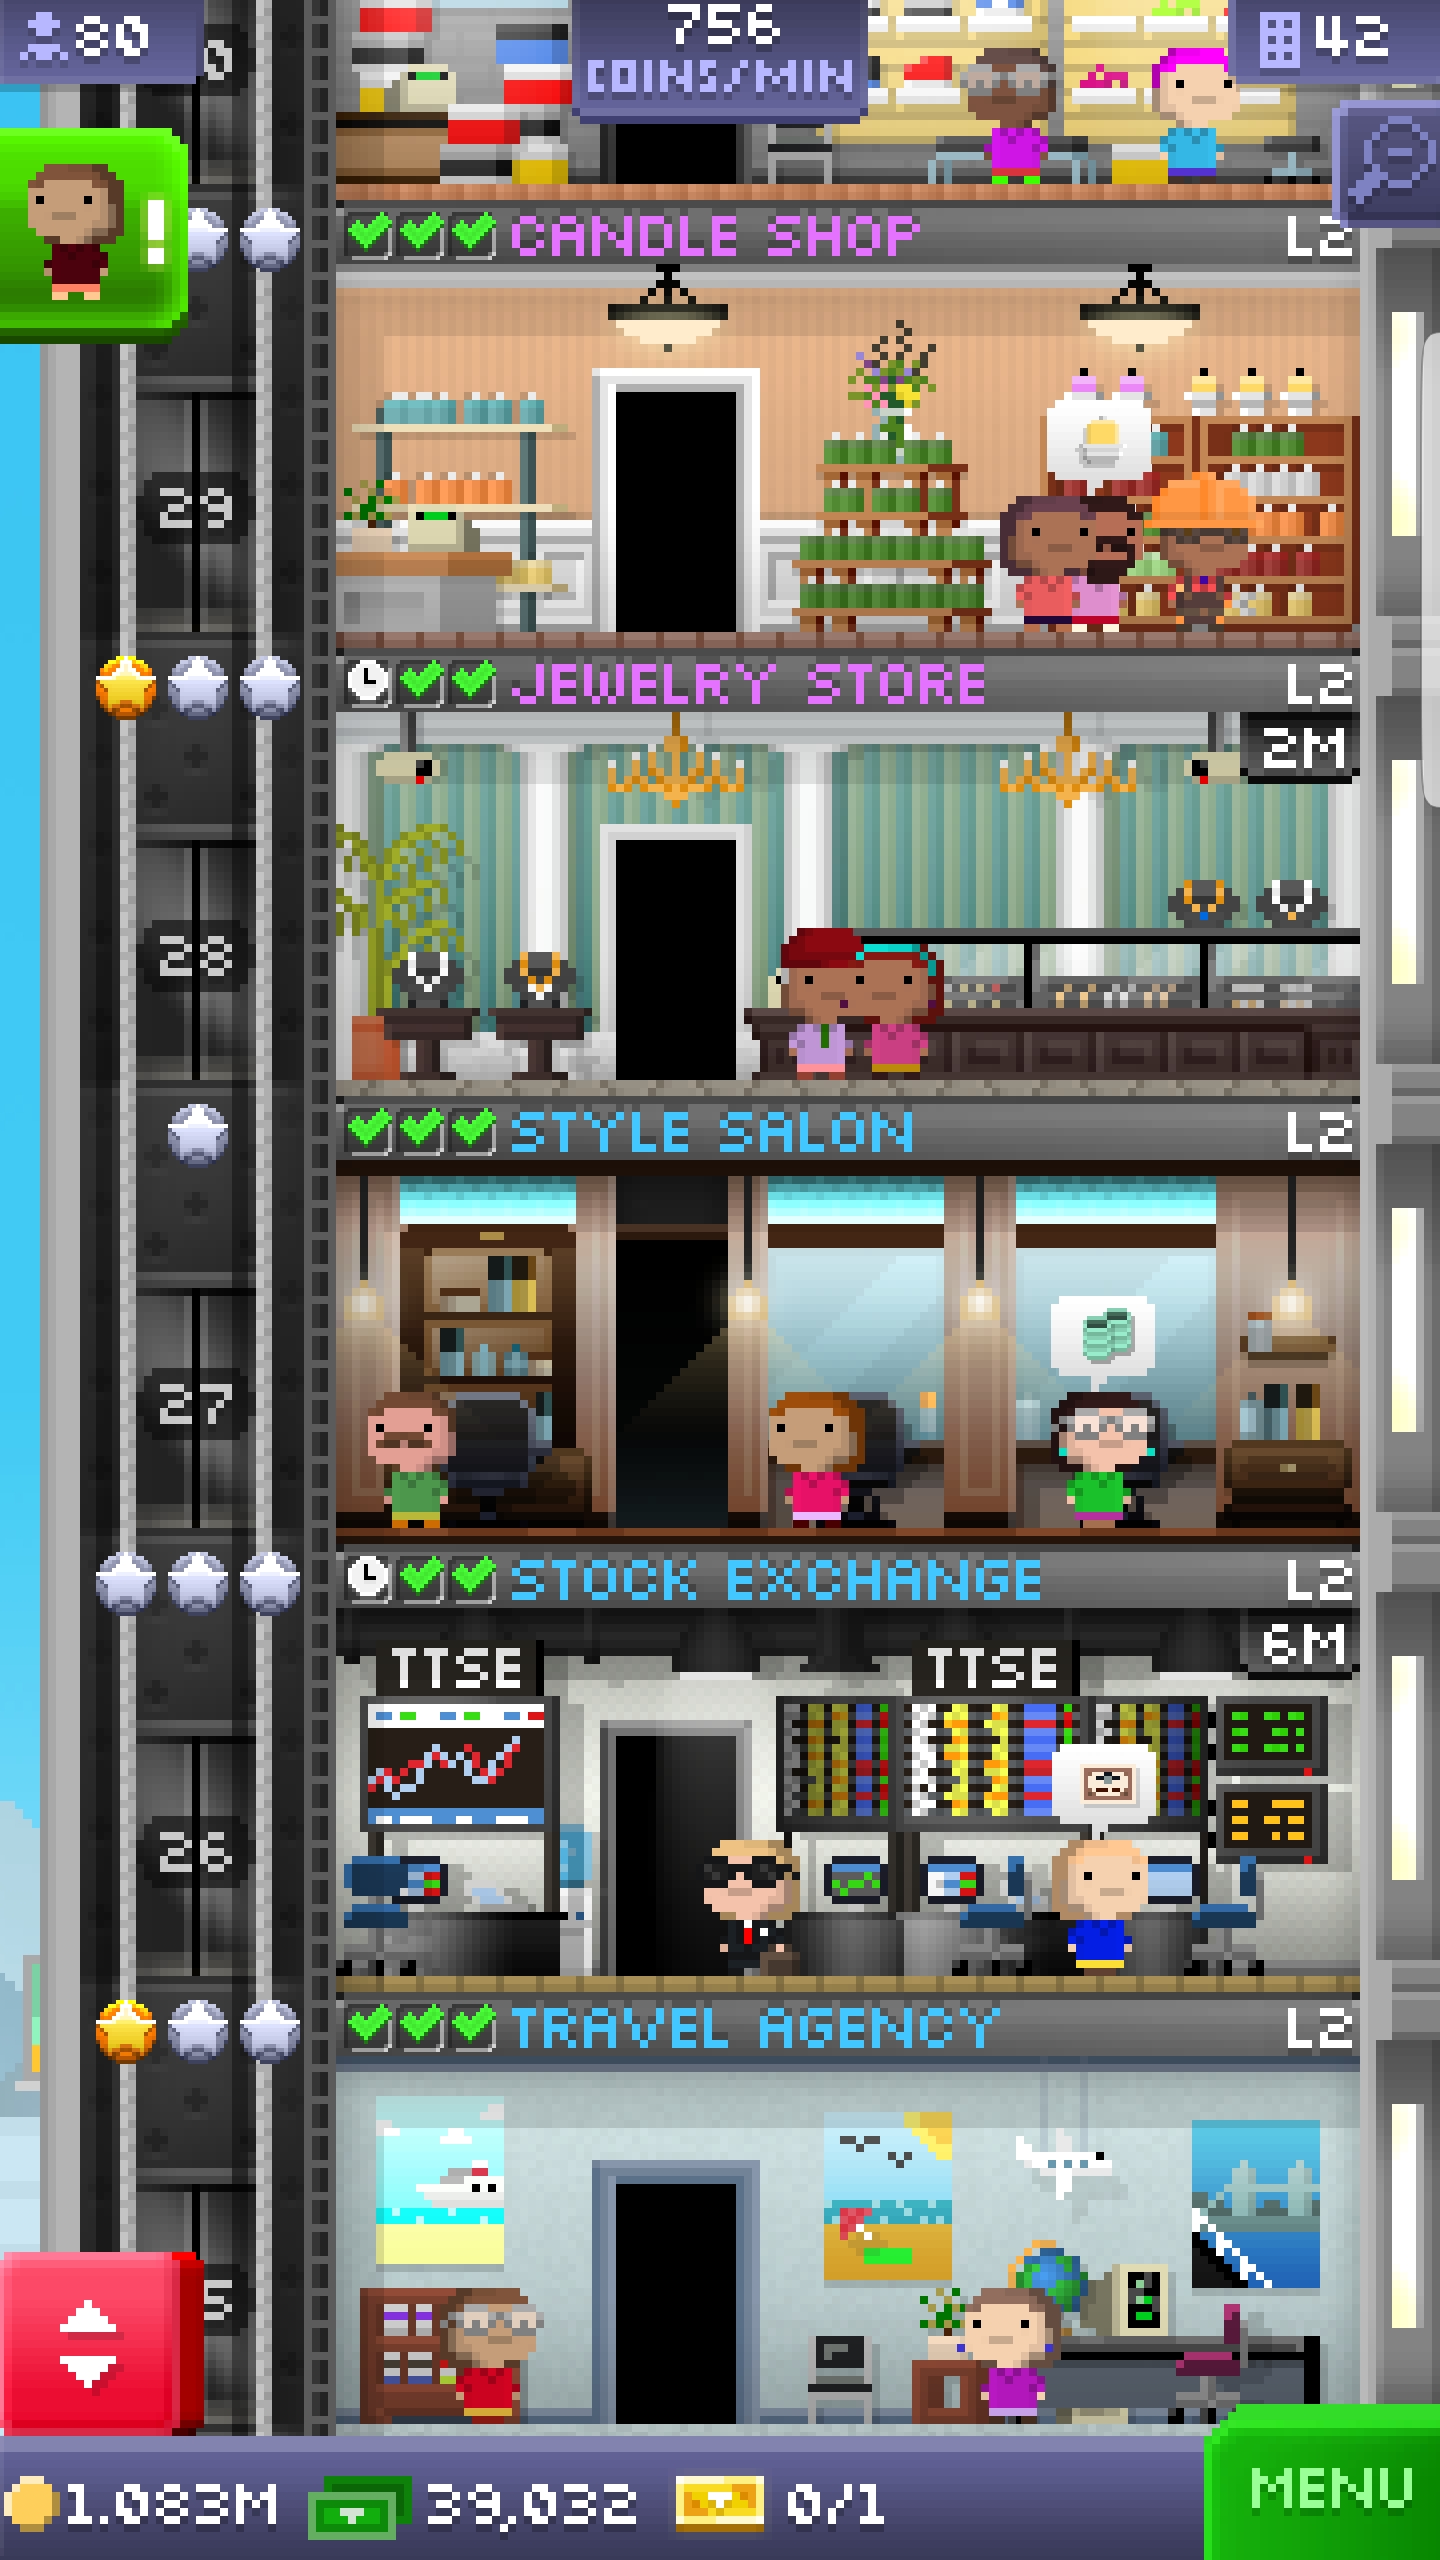 80
756
COINS/MIN
42
!
CANDLE SHOP
L2
29
JEWELRY STORE
L2
2M
28
STYLE SALON
L2
27
STOCK EXCHANGE
L2
6M
TTSE
TTSE
26
TRAVEL AGENCY
L2
1.083M
39,032
0/1
MENU